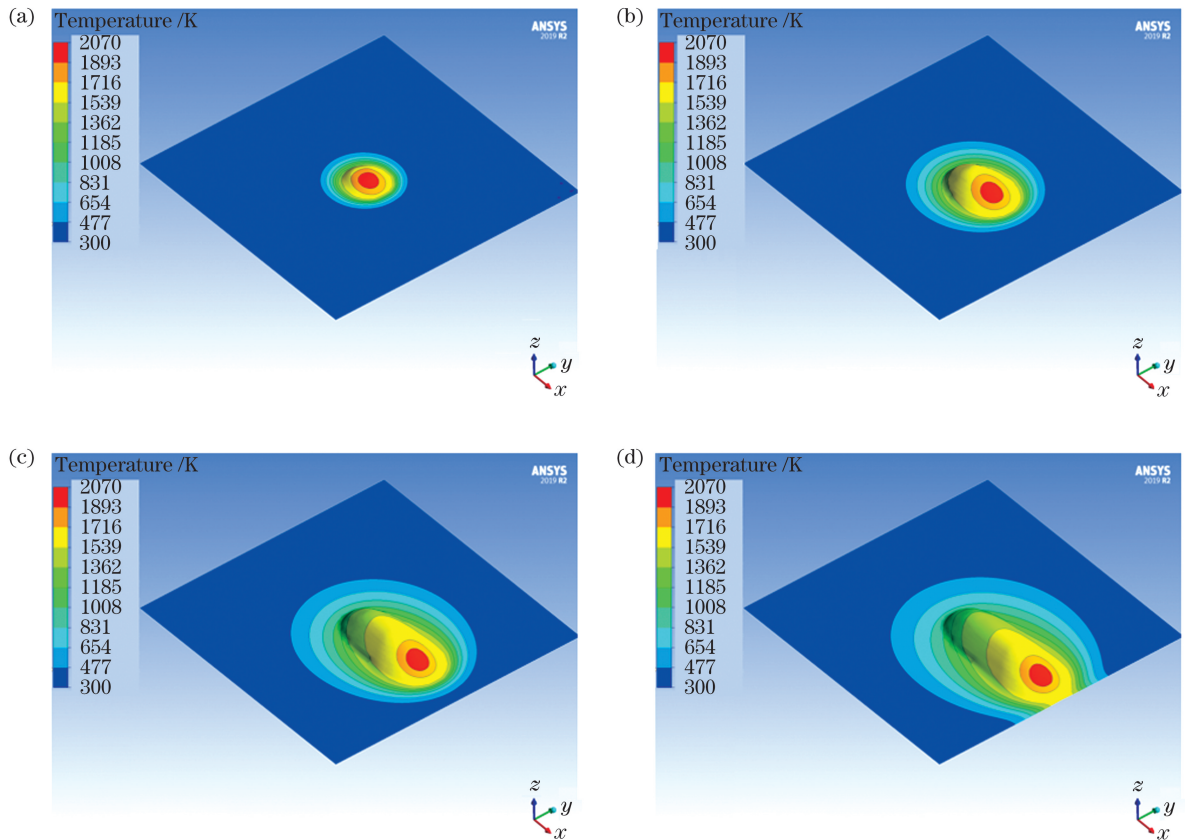 (a)
Temperature /K
2070
1893
1716
1539
1362
1185
1008
831
654
477
300
ANSYS
2019 R2
z
y
x
(b)
Temperature /K
2070
1893
1716
1539
1362
1185
1008
831
654
477
300
ANSYS
2019 R2
z
y
x
(c)
Temperature /K
2070
1893
1716
1539
1362
1185
1008
831
654
477
300
ANSYS
2019 R2
z
y
x
(d)
Temperature /K
2070
1893
1716
1539
1362
1185
1008
831
654
477
300
ANSYS
2019 R2
z
y
x